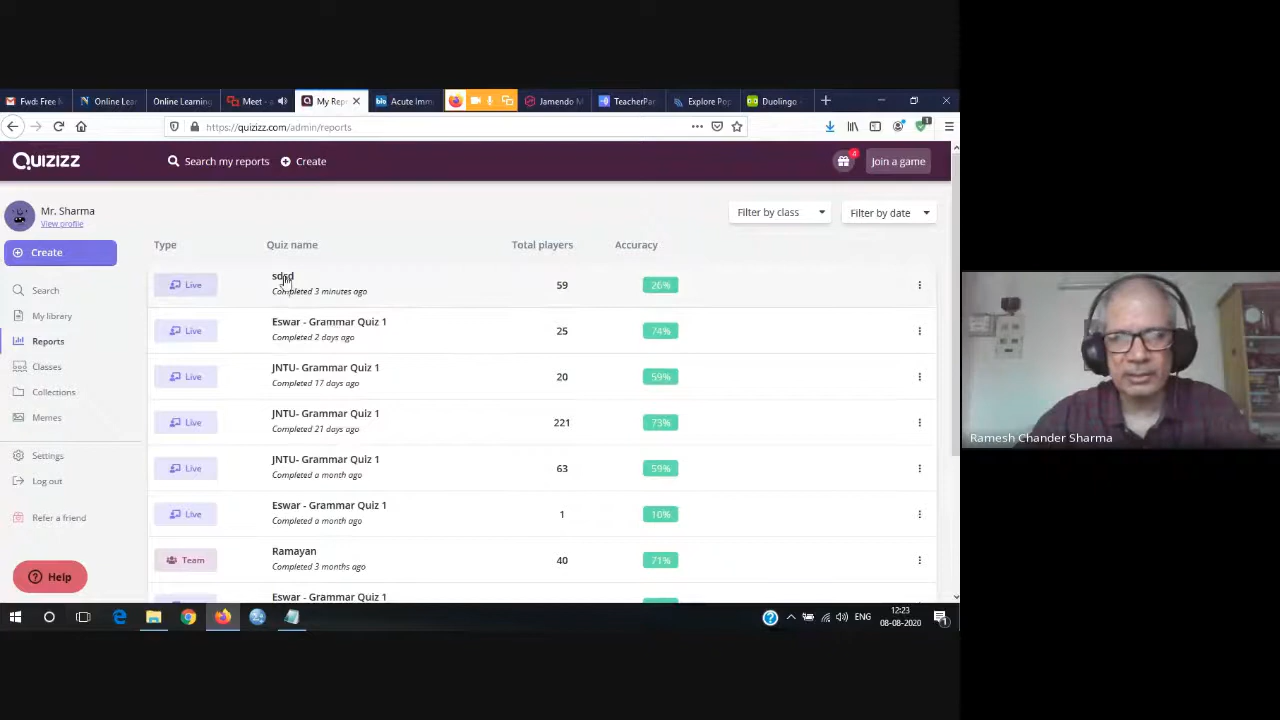 Fwd: Free M
Online Lea
Online Learning
Meet -
My Rep
Acute Imm
Jamendo M
TeacherPar
Explore Pop
Duolingo -
https://quizizz.com/admin/reports
1
QUIZIZZ
Search my reports
Create
4
Join a game
Mr. Sharma
View profile
Filter by class
Filter by date
Create
Type
Quiz name
Total players
Accuracy
Live
sdsd
Completed 3 minutes ago
59
26%
Search
My library
Reports
Classes
Collections
Memes
Settings
Log out
Refer a friend
Help
Live
Eswar - Grammar Quiz 1
Completed 2 days ago
25
74%
Live
JNTU- Grammar Quiz 1
Completed 17 days ago
20
59%
Live
JNTU- Grammar Quiz 1
Completed 21 days ago
221
73%
Live
JNTU- Grammar Quiz 1
Completed a month ago
63
59%
Live
Eswar - Grammar Quiz 1
Completed a month ago
1
10%
Team
Ramayan
Completed 3 months ago
40
71%
Eswar - Grammar Quiz 1
Ramesh Chander Sharma
ENG
12:23
08-08-2020
1